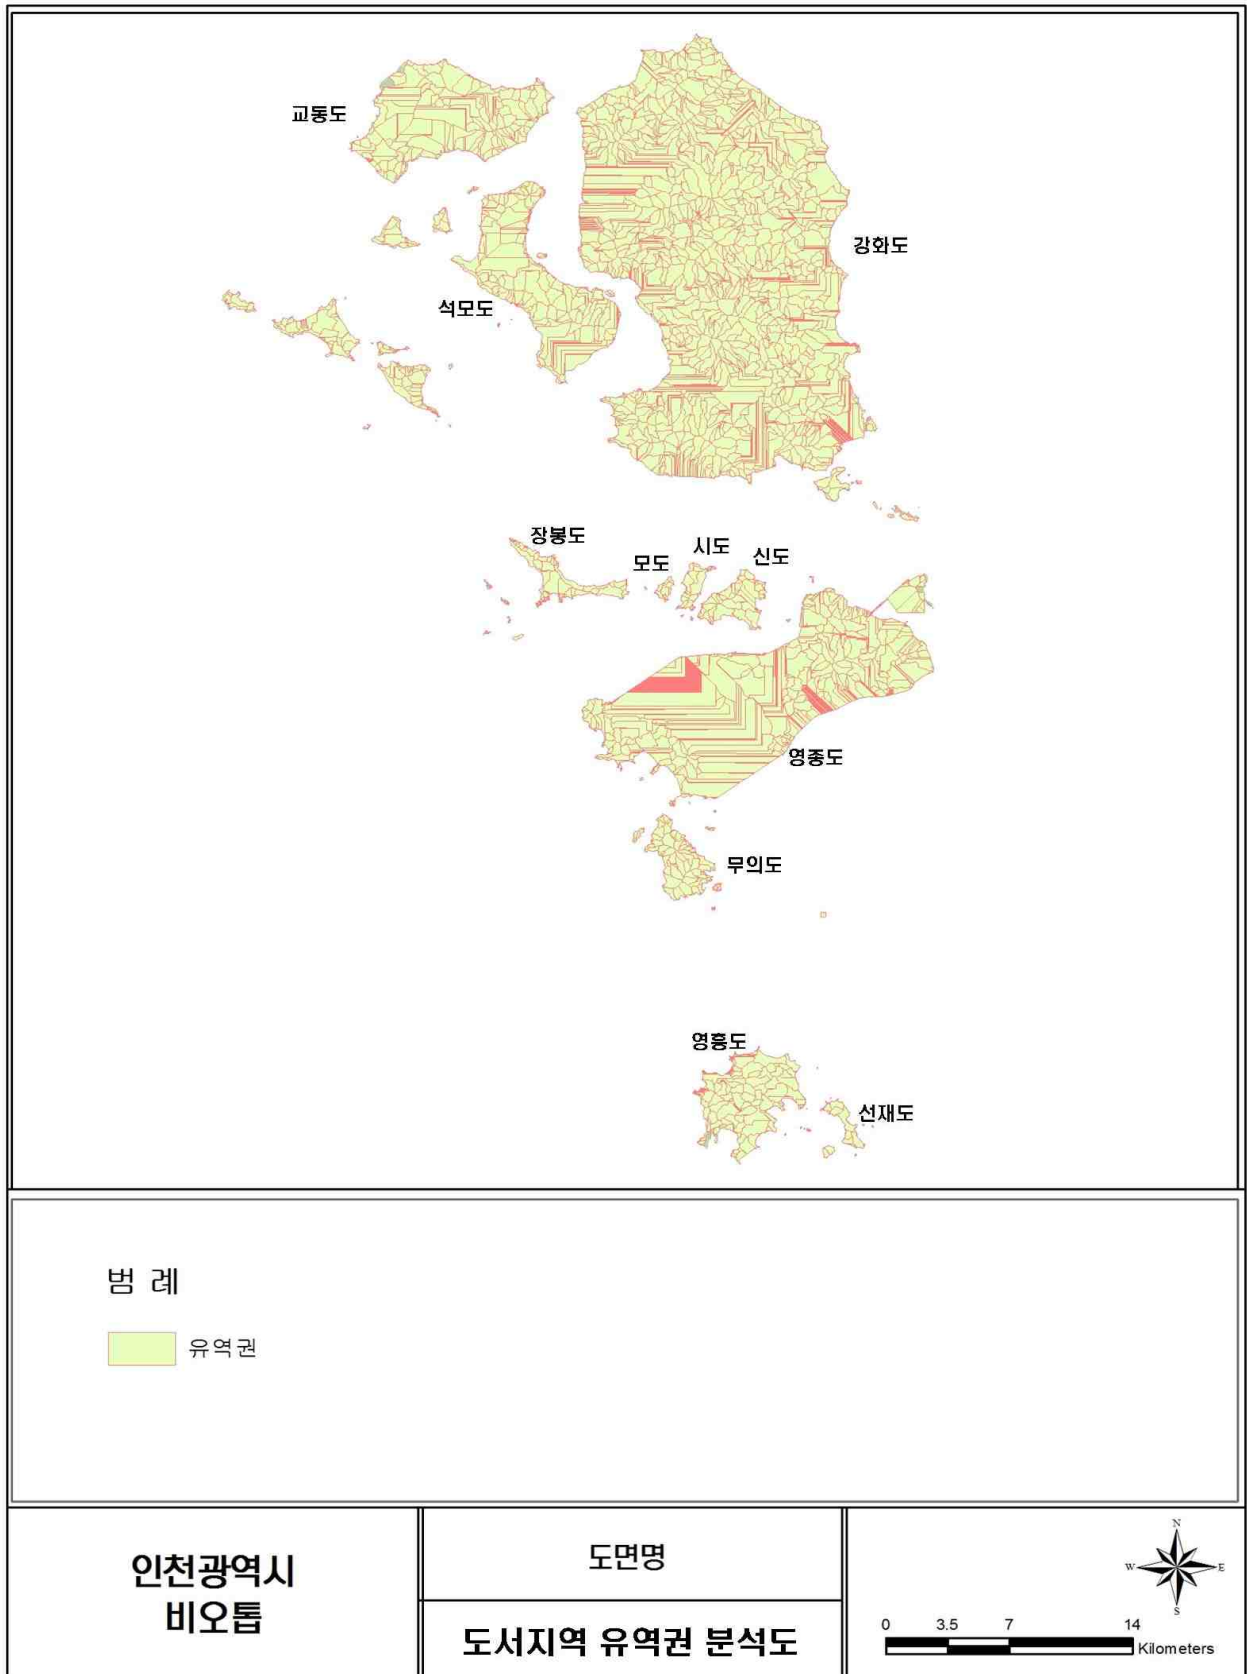 교동도
강화도
석모도
장봉도
모도
시도
신도
영종도
무의도
영흥도
선재도
범 례
유역권
인천광역시
비오톱
도면명
도서지역 유역권 분석도
N
W
E
S
0 3.5 7 14
Kilometers